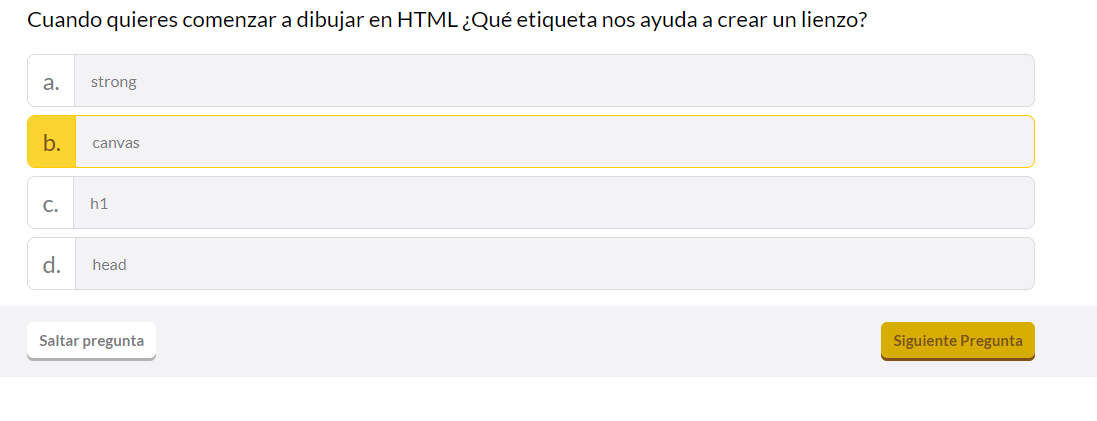 Cuando quieres comenzar a dibujar en HTML ¿Qué etiqueta nos ayuda a crear un lienzo?
a. strong
b. canvas
c. h1
d. head
Saltar pregunta Siguiente Pregunta